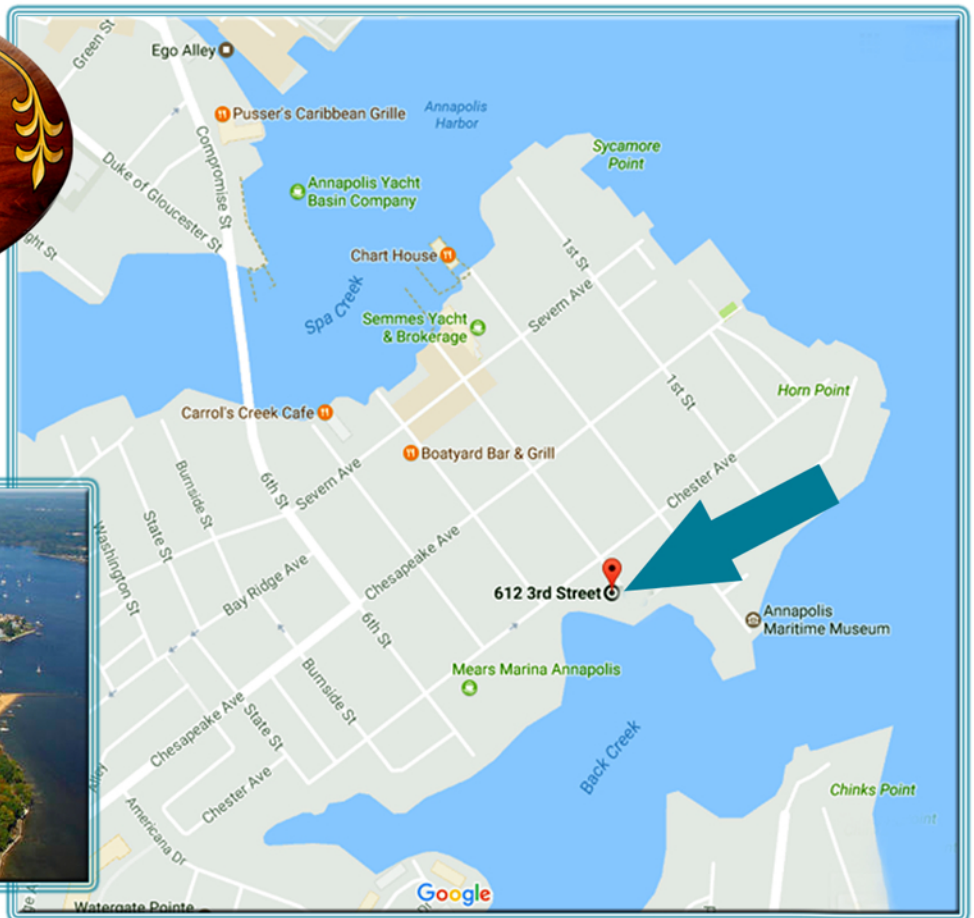 Green St
Ego Alley
Pusser's Caribbean Grille
Annapolis
Harbor
Compromise St
Duke of Gloucester St
Annapolis Yacht
Basin Company
Sycamore
Point
Chart House
1st St
Spa Creek
Severn Ave
Semmes Yacht
& Brokerage
1st St
Horn Point
Carrol's Creek Cafe
Boatyard Bar & Grill
Burnside St
6th St
Severn Ave
Chester Ave
State St
Washington St
Bay Ridge Ave
Chesapeake Ave
612 3rd Street
6th St
Annapolis
Maritime Museum
Burnside St
Mears Marina Annapolis
Chesapeake Ave
State St
Back Creek
Chester Ave
Chinks Point
Americana Dr
Google
Watergate Pointe